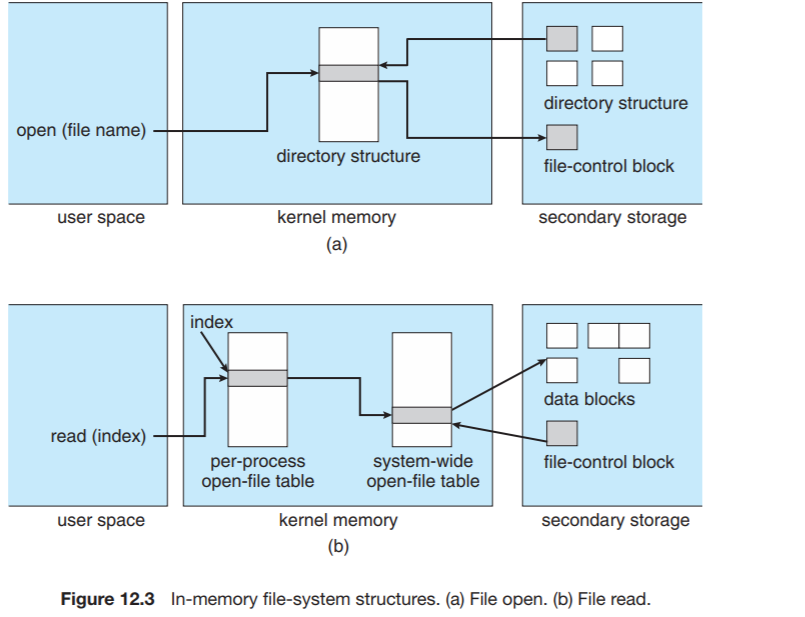 open (file name)
directory structure
directory structure
file-control block
user space
kernel memory
secondary storage
(a)
index
read (index)
per-process
open-file table
system-wide
open-file table
data blocks
file-control block
user space
kernel memory
secondary storage
(b)
Figure 12.3 In-memory file-system structures. (a) File open. (b) File read.